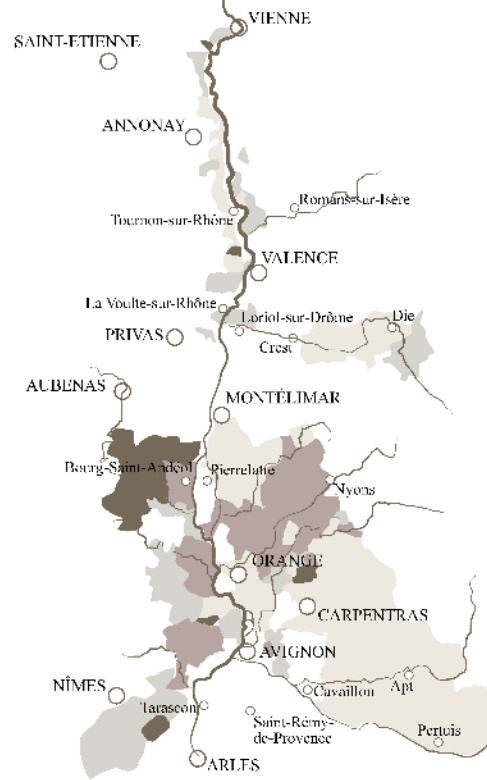 VIENNE
SAINT-ETIENNE
ANNONAY
Romans-sur-Isère
Tournon-sur-Rhône
VALENCE
La Voulte-sur-Rhône
Loriol-sur-Drôme
Die
PRIVAS
Crest
AUBENAS
MONTÉLIMAR
Bourg-Saint-Andéol
Pierrelatte
Nyons
ORANGE
CARPENTRAS
AVIGNON
NÎMES
Cavaillon
Apt
Tarascon
Saint-Rémy-
de-Provence
Pertuis
ARLES